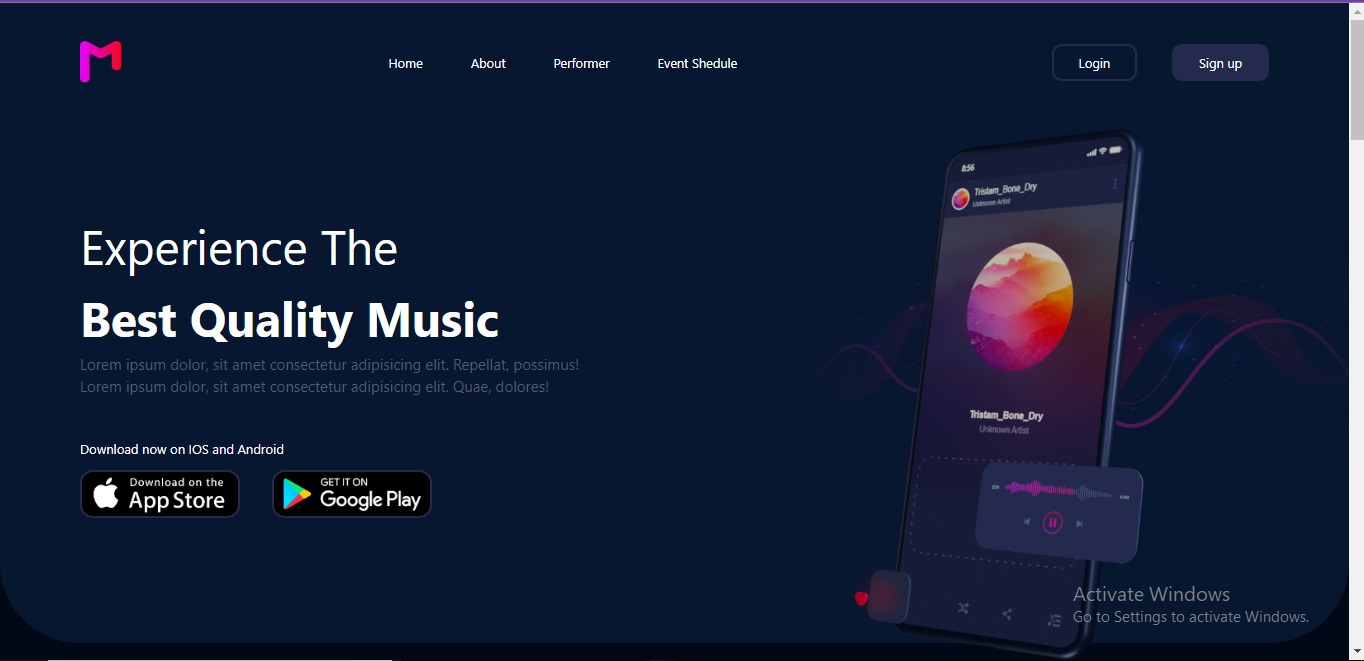 Home About Performer Event Shedule Login Sign up
8:56
Tristam_Bone_Dry
Unknown Artist
Experience The
Best Quality Music
Lorem ipsum dolor, sit amet consectetur adipisicing elit. Repellat, possimus!
Lorem ipsum dolor, sit amet consectetur adipisicing elit. Quae, dolores!
Tristam_Bone_Dry
Unknown Artist
Download now on IOS and Android
Download on the
App Store
GET IT ON
Google Play
Activate Windows
Go to Settings to activate Windows.